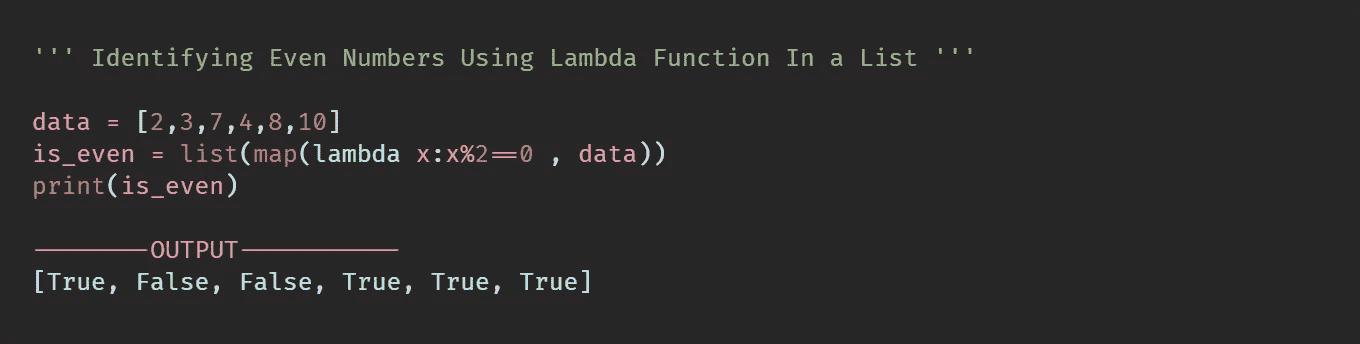 ''' Identifying Even Numbers Using Lambda Function In a List '''
data = [2,3,7,4,8,10]
is_even = list(map(lambda x:x%2==0 , data))
print(is_even)
--------OUTPUT-----------
[True, False, False, True, True, True]